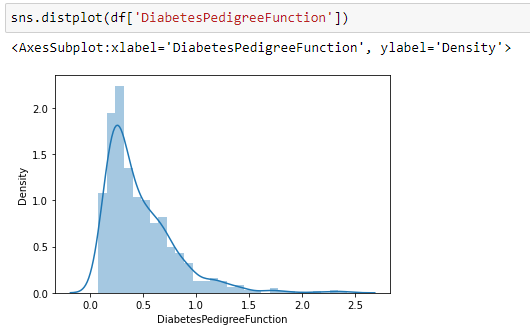 sns.distplot(df['DiabetesPedigreeFunction'])
<AxesSubplot:xlabel='DiabetesPedigreeFunction', ylabel='Density'>
2.0
1.5
1.0
0.5
0.0
Density
0.0 0.5 1.0 1.5 2.0 2.5
DiabetesPedigreeFunction